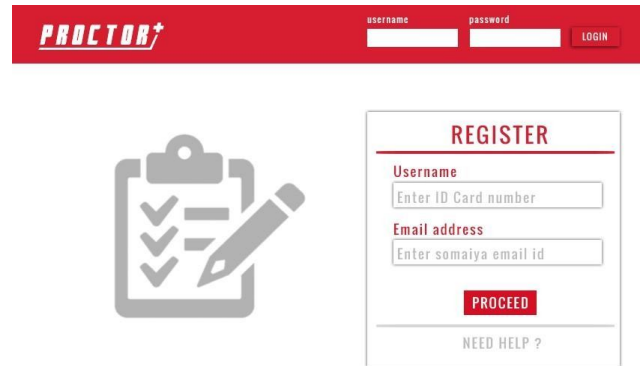 PROCTOR+
username password
LOGIN
REGISTER
Username
Enter ID Card number
Email address
Enter somaiya email id
PROCEED
NEED HELP ?